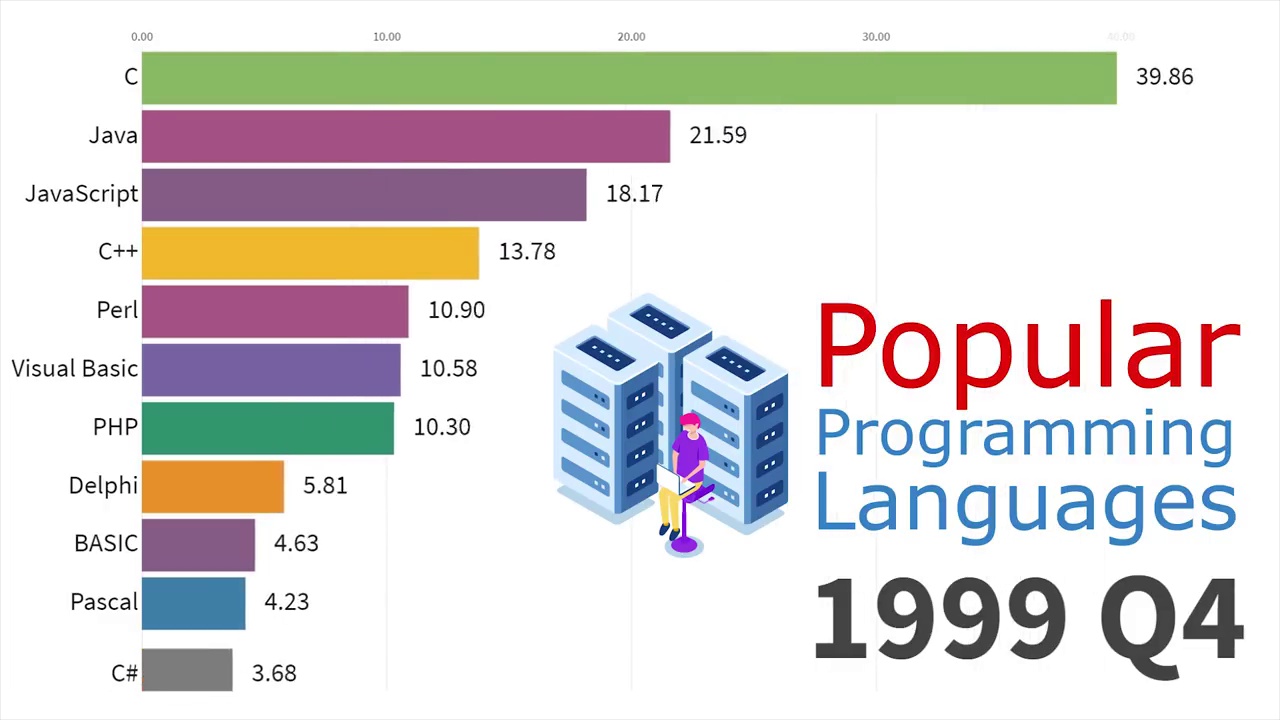 0.00 10.00 20.00 30.00 40.00
C 39.86
Java 21.59
JavaScript 18.17
C++ 13.78
Perl 10.90
Visual Basic 10.58
PHP 10.30
Delphi 5.81
BASIC 4.63
Pascal 4.23
C# 3.68
Popular
Programming
Languages
1999 Q4